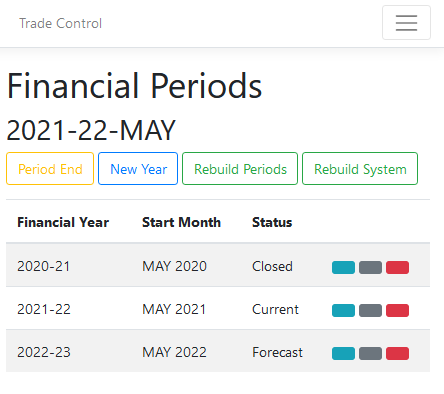 Trade Control
Financial Periods
2021-22-MAY
Period End New Year Rebuild Periods Rebuild System
Financial Year Start Month Status
2020-21 MAY 2020 Closed
2021-22 MAY 2021 Current
2022-23 MAY 2022 Forecast